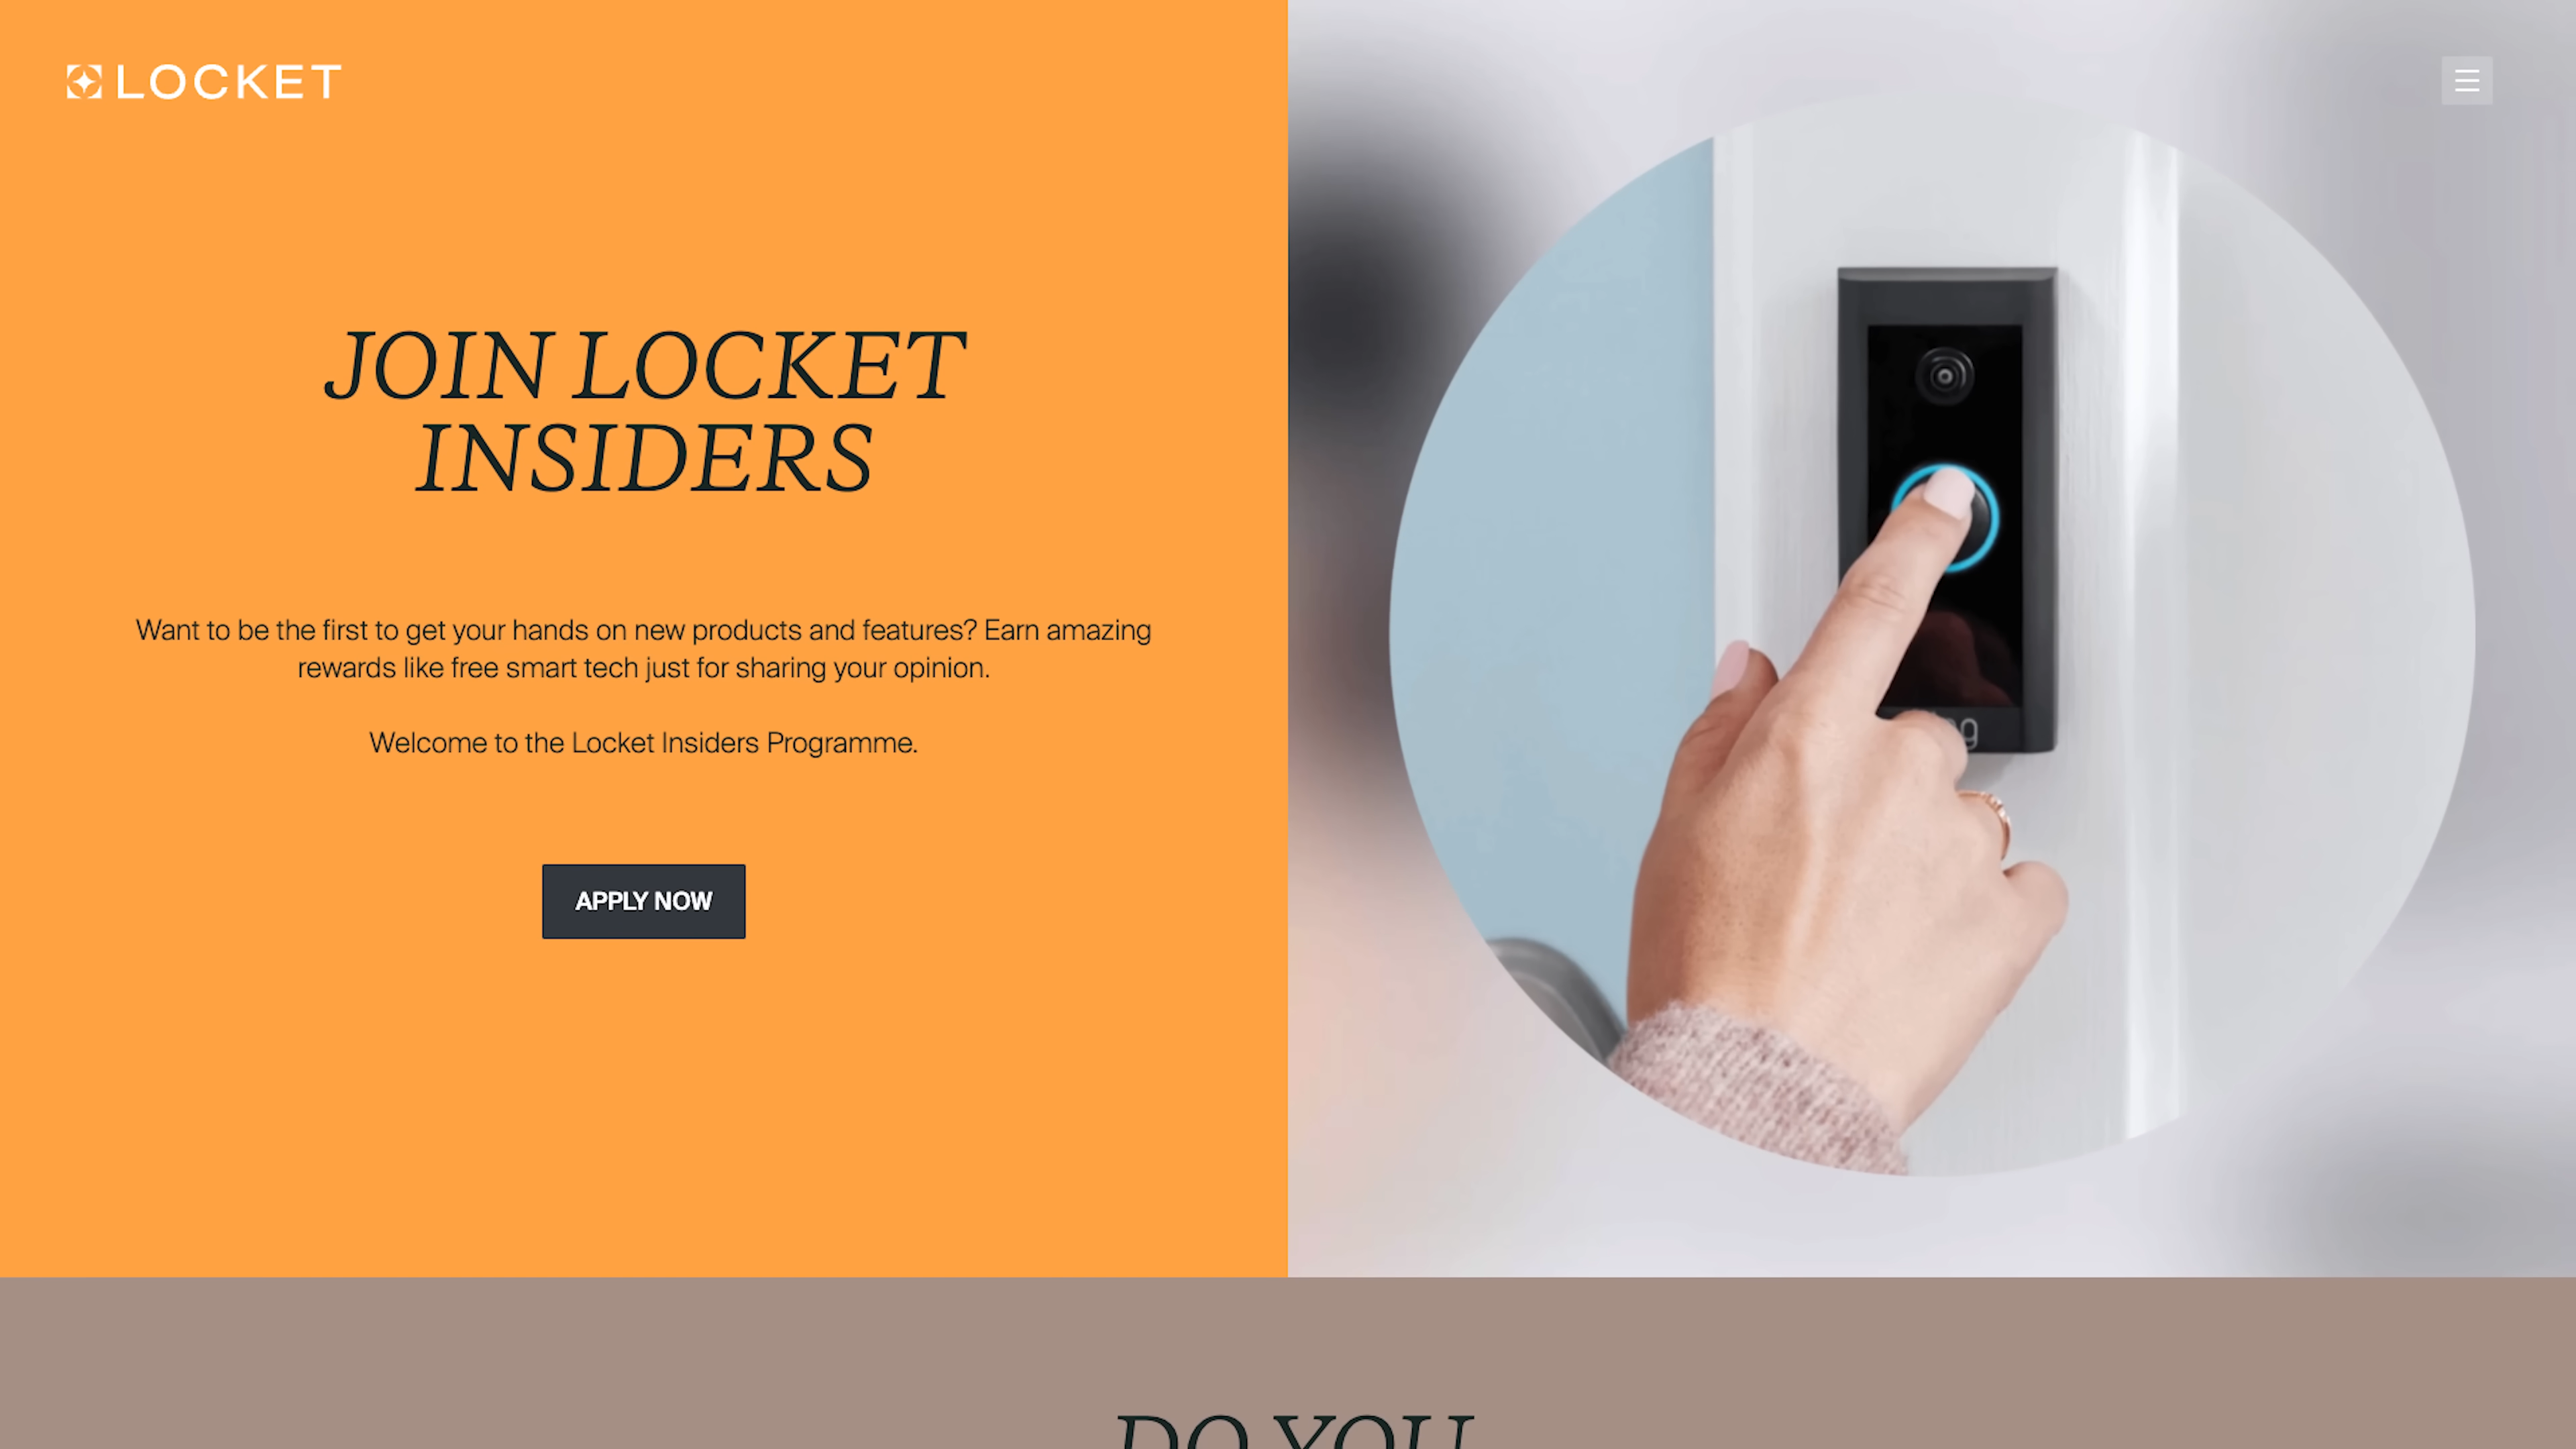 LOCKET
JOIN LOCKET
INSIDERS
Want to be the first to get your hands on new products and features? Earn amazing
rewards like free smart tech just for sharing your opinion.
Welcome to the Locket Insiders Programme.
APPLY NOW
DO YOU